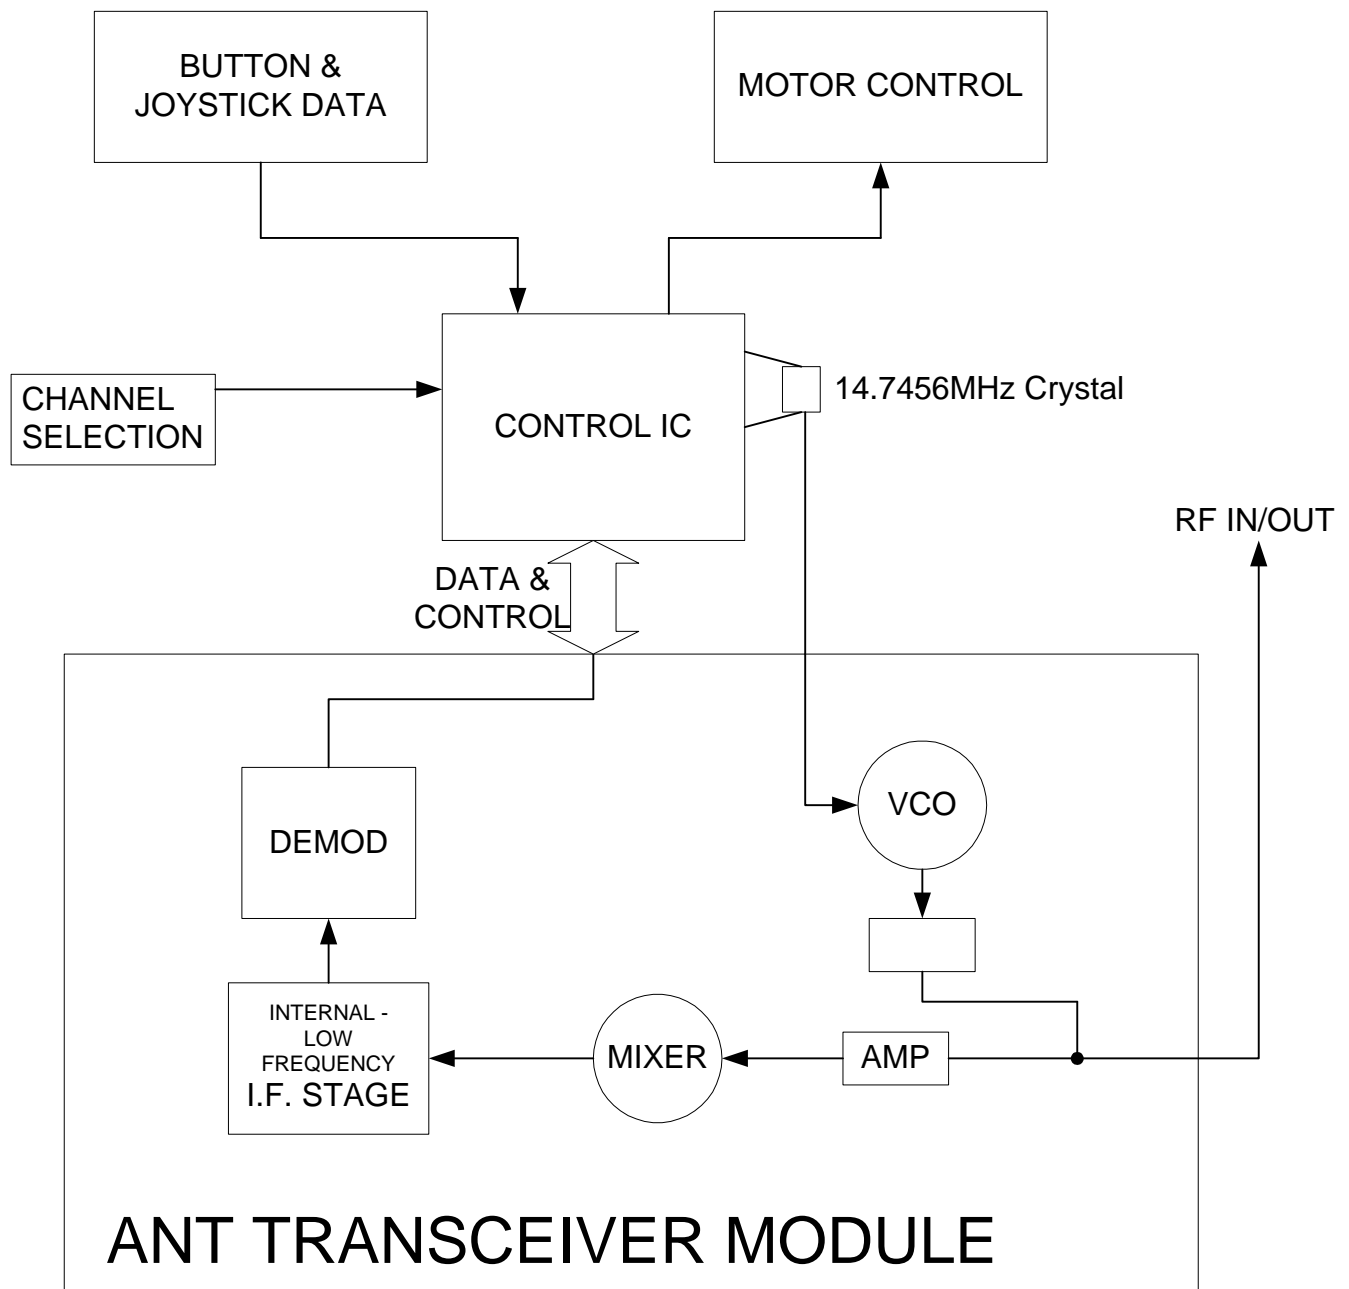 BUTTON &
JOYSTICK DATA
MOTOR CONTROL
CHANNEL
SELECTION
CONTROL IC
14.7456MHz Crystal
RF IN/OUT
DATA &
CONTROL
VCO
DEMOD
INTERNAL -
LOW
FREQUENCY
I.F. STAGE
MIXER
AMP
ANT TRANSCEIVER MODULE